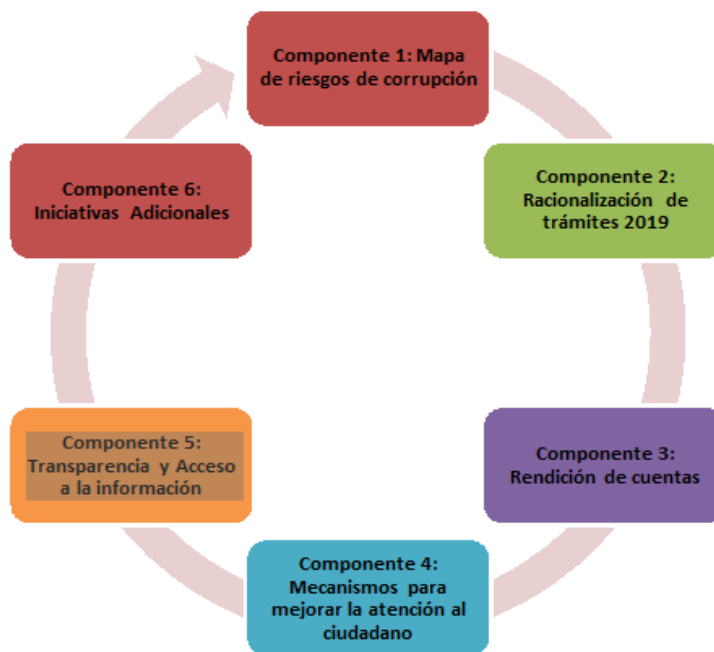 Componente 1: Mapa
de riesgos de corrupción
Componente 2:
Racionalización de
trámites 2019
Componente 3:
Rendición de cuentas
Componente 4:
Mecanismos para
mejorar la atención al
ciudadano
Componente 5:
Transparencia y Acceso
a la información
Componente 6:
Iniciativas Adicionales